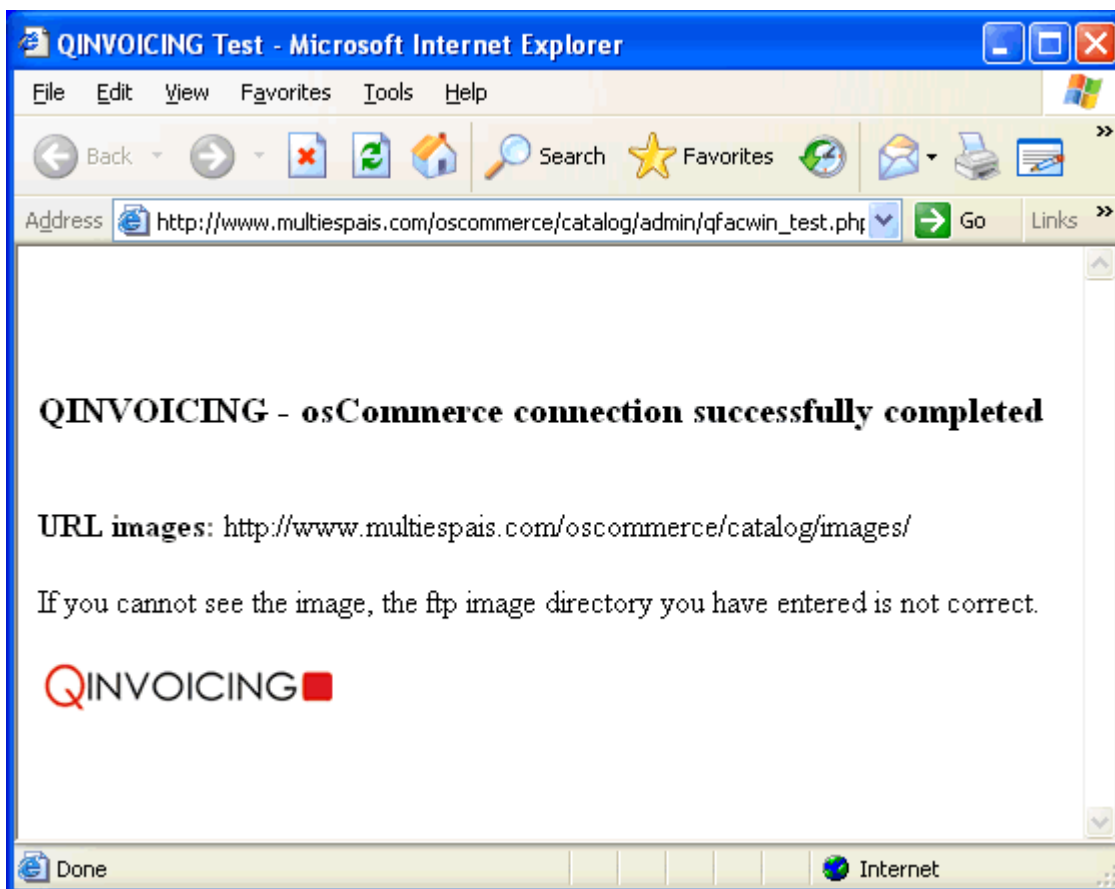 QINVOICING Test - Microsoft Internet Explorer
File Edit View Favorites Tools Help
Back Search Favorites »
Address http://www.multiespais.com/oscommerce/catalog/admin/qfacwin_test.php Go Links »
QINVOICING - osCommerce connection successfully completed
URL images: http://www.multiespais.com/oscommerce/catalog/images/
If you cannot see the image, the ftp image directory you have entered is not correct.
QINVOICING
Done Internet